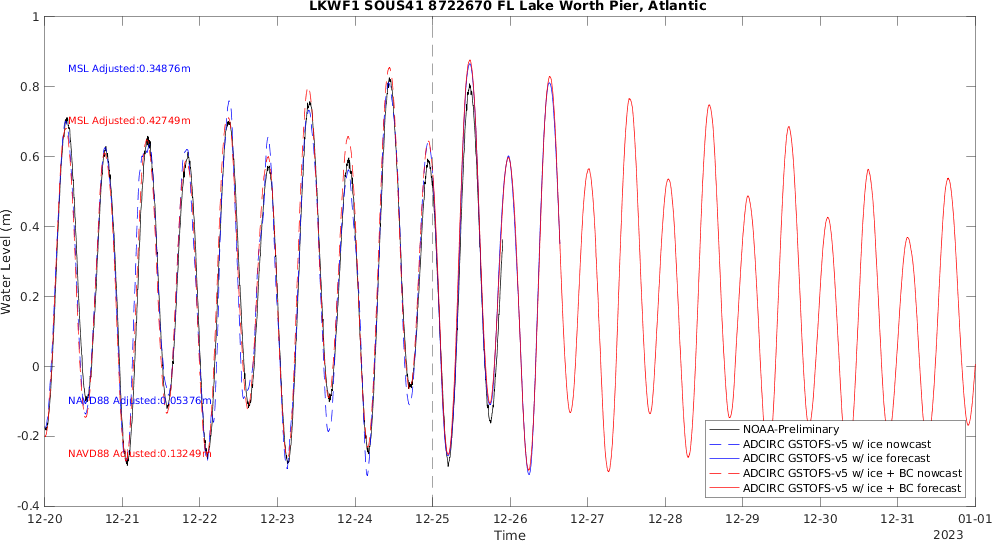 LKWF1 SOUS41 8722670 FL Lake Worth Pier, Atlantic
1
0.8
0.6
0.4
0.2
0
-0.2
-0.4
Water Level (m)
MSL Adjusted:0.34876m
MSL Adjusted:0.42749m
NAVD88 Adjusted:0.05376m
NAVD88 Adjusted:0.13249m
NOAA-Preliminary
ADCIRC GSTOFS-v5 w/ ice nowcast
ADCIRC GSTOFS-v5 w/ ice forecast
ADCIRC GSTOFS-v5 w/ ice + BC nowcast
ADCIRC GSTOFS-v5 w/ ice + BC forecast
12-20 12-21 12-22 12-23 12-24 12-25 12-26 12-27 12-28 12-29 12-30 12-31 01-01
Time
2023